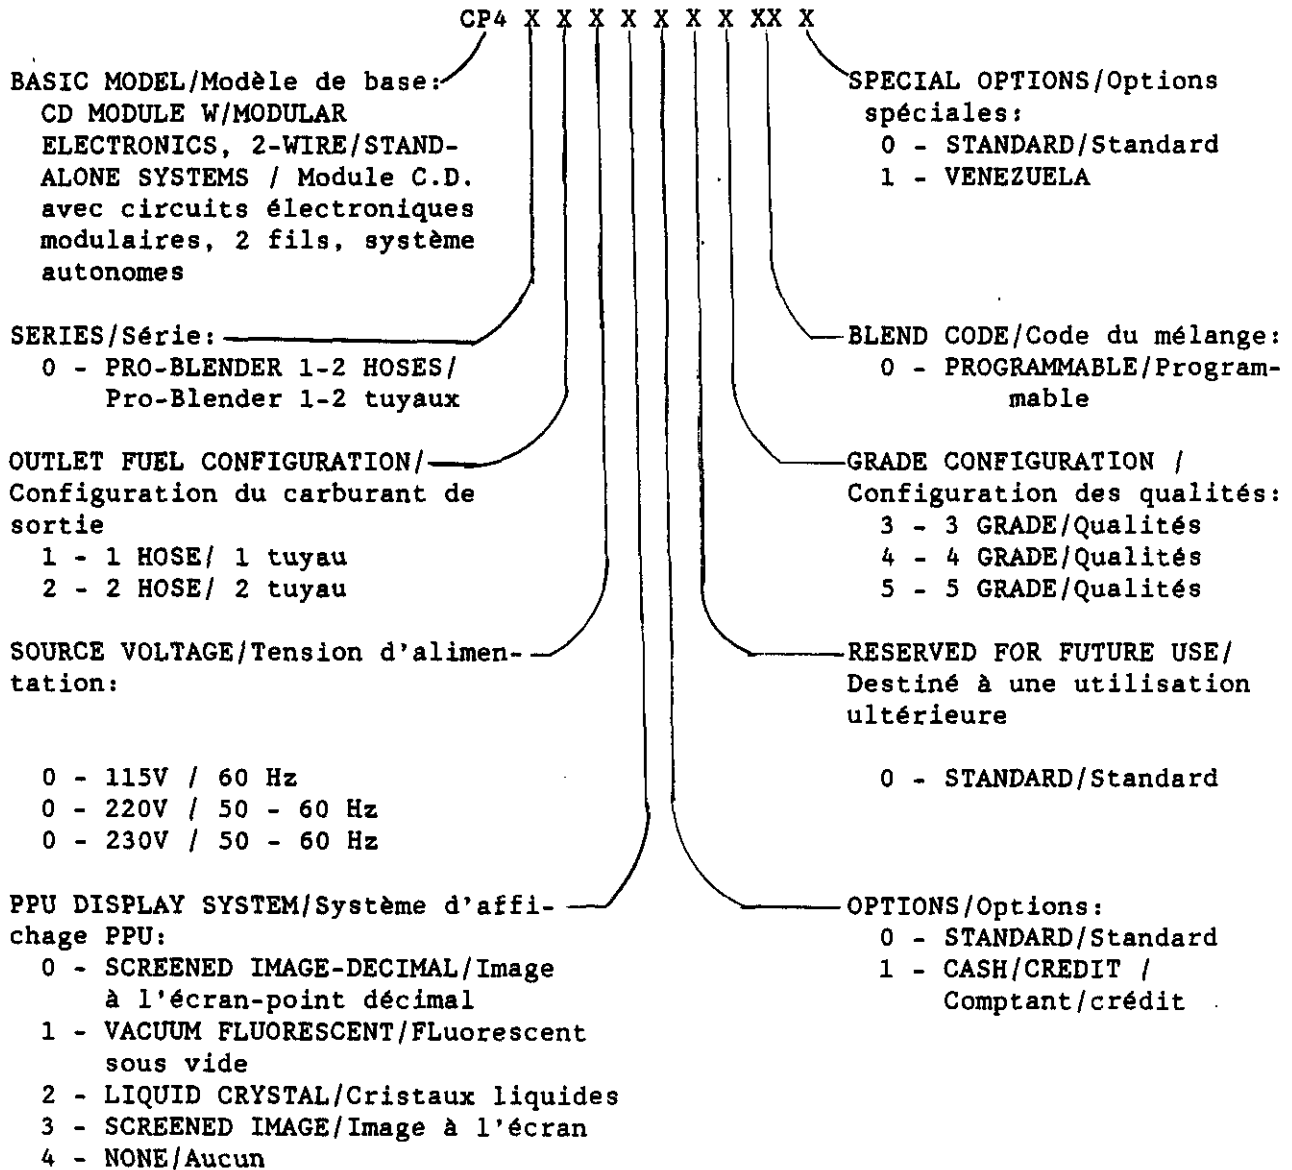 CP4 X X X X X X X XX X
BASIC MODEL/Modèle de base:
CD MODULE W/MODULAR
ELECTRONICS, 2-WIRE/STAND-
ALONE SYSTEMS / Module C.D.
avec circuits électroniques
modulaires, 2 fils, système
autonomes
SERIES/Série:
0 - PRO-BLENDER 1-2 HOSES/
Pro-Blender 1-2 tuyaux
OUTLET FUEL CONFIGURATION/
Configuration du carburant de
sortie
1 - 1 HOSE/ 1 tuyau
2 - 2 HOSE/ 2 tuyau
SOURCE VOLTAGE/Tension d'alimen-
tation:
0 - 115V / 60 Hz
0 - 220V / 50 - 60 Hz
0 - 230V / 50 - 60 Hz
PPU DISPLAY SYSTEM/Système d'affi-
chage PPU:
0 - SCREENED IMAGE-DECIMAL/Image
à l'écran-point décimal
1 - VACUUM FLUORESCENT/FLuorescent
sous vide
2 - LIQUID CRYSTAL/Cristaux liquides
3 - SCREENED IMAGE/Image à l'écran
4 - NONE/Aucun
SPECIAL OPTIONS/Options
spéciales:
0 - STANDARD/Standard
1 - VENEZUELA
BLEND CODE/Code du mélange:
0 - PROGRAMMABLE/Program-
mable
GRADE CONFIGURATION /
Configuration des qualités:
3 - 3 GRADE/Qualités
4 - 4 GRADE/Qualités
5 - 5 GRADE/Qualités
RESERVED FOR FUTURE USE/
Destiné à une utilisation
ultérieure
0 - STANDARD/Standard
OPTIONS/Options:
0 - STANDARD/Standard
1 - CASH/CREDIT /
Comptant/crédit